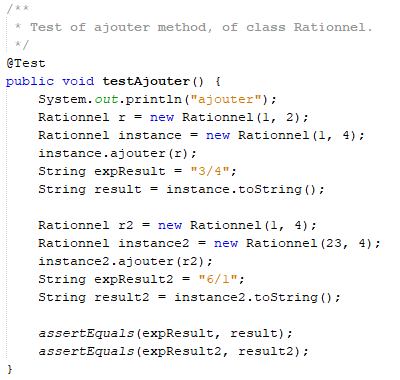 /**
 * Test of ajouter method, of class Rationnel.
 */
@Test
public void testAjouter() {
    System.out.println("ajouter");
    Rationnel r = new Rationnel(1, 2);
    Rationnel instance = new Rationnel(1, 4);
    instance.ajouter(r);
    String expResult = "3/4";
    String result = instance.toString();

    Rationnel r2 = new Rationnel(1, 4);
    Rationnel instance2 = new Rationnel(23, 4);
    instance2.ajouter(r2);
    String expResult2 = "6/1";
    String result2 = instance2.toString();

    assertEquals(expResult, result);
    assertEquals(expResult2, result2);
}